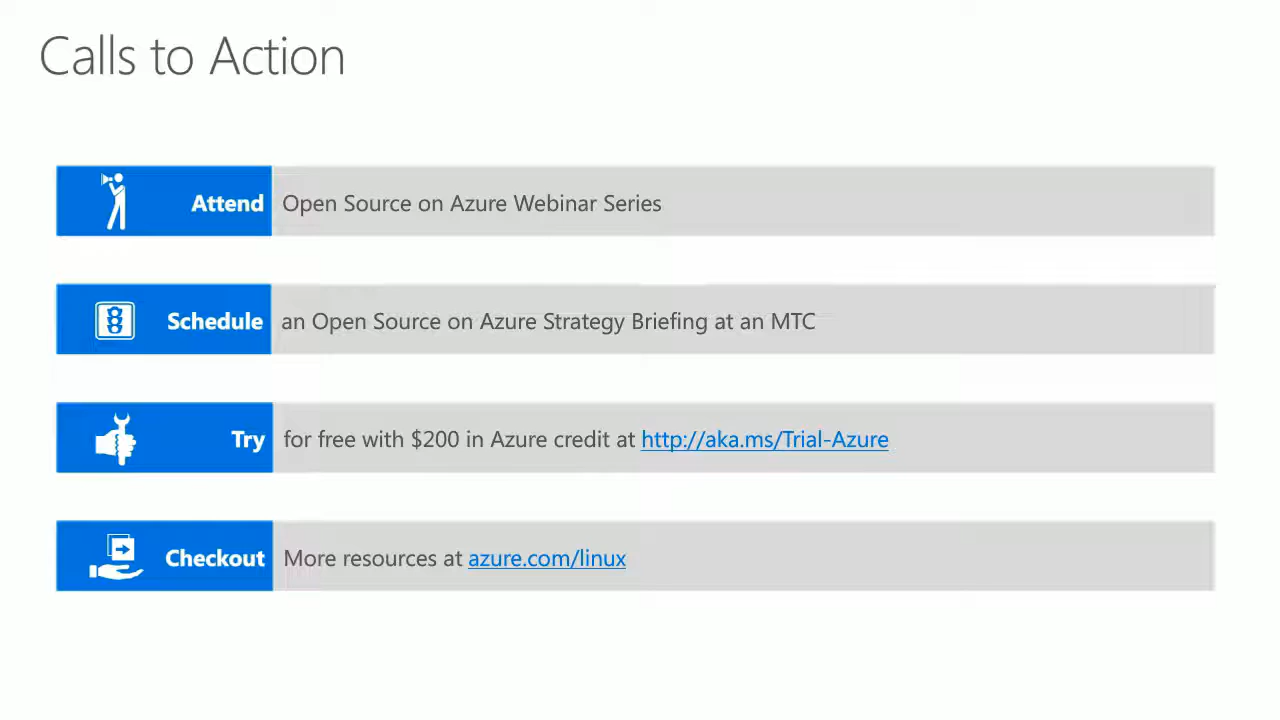 Calls to Action
Attend Open Source on Azure Webinar Series
Schedule an Open Source on Azure Strategy Briefing at an MTC
Try for free with $200 in Azure credit at http://aka.ms/Trial-Azure
Checkout More resources at azure.com/linux